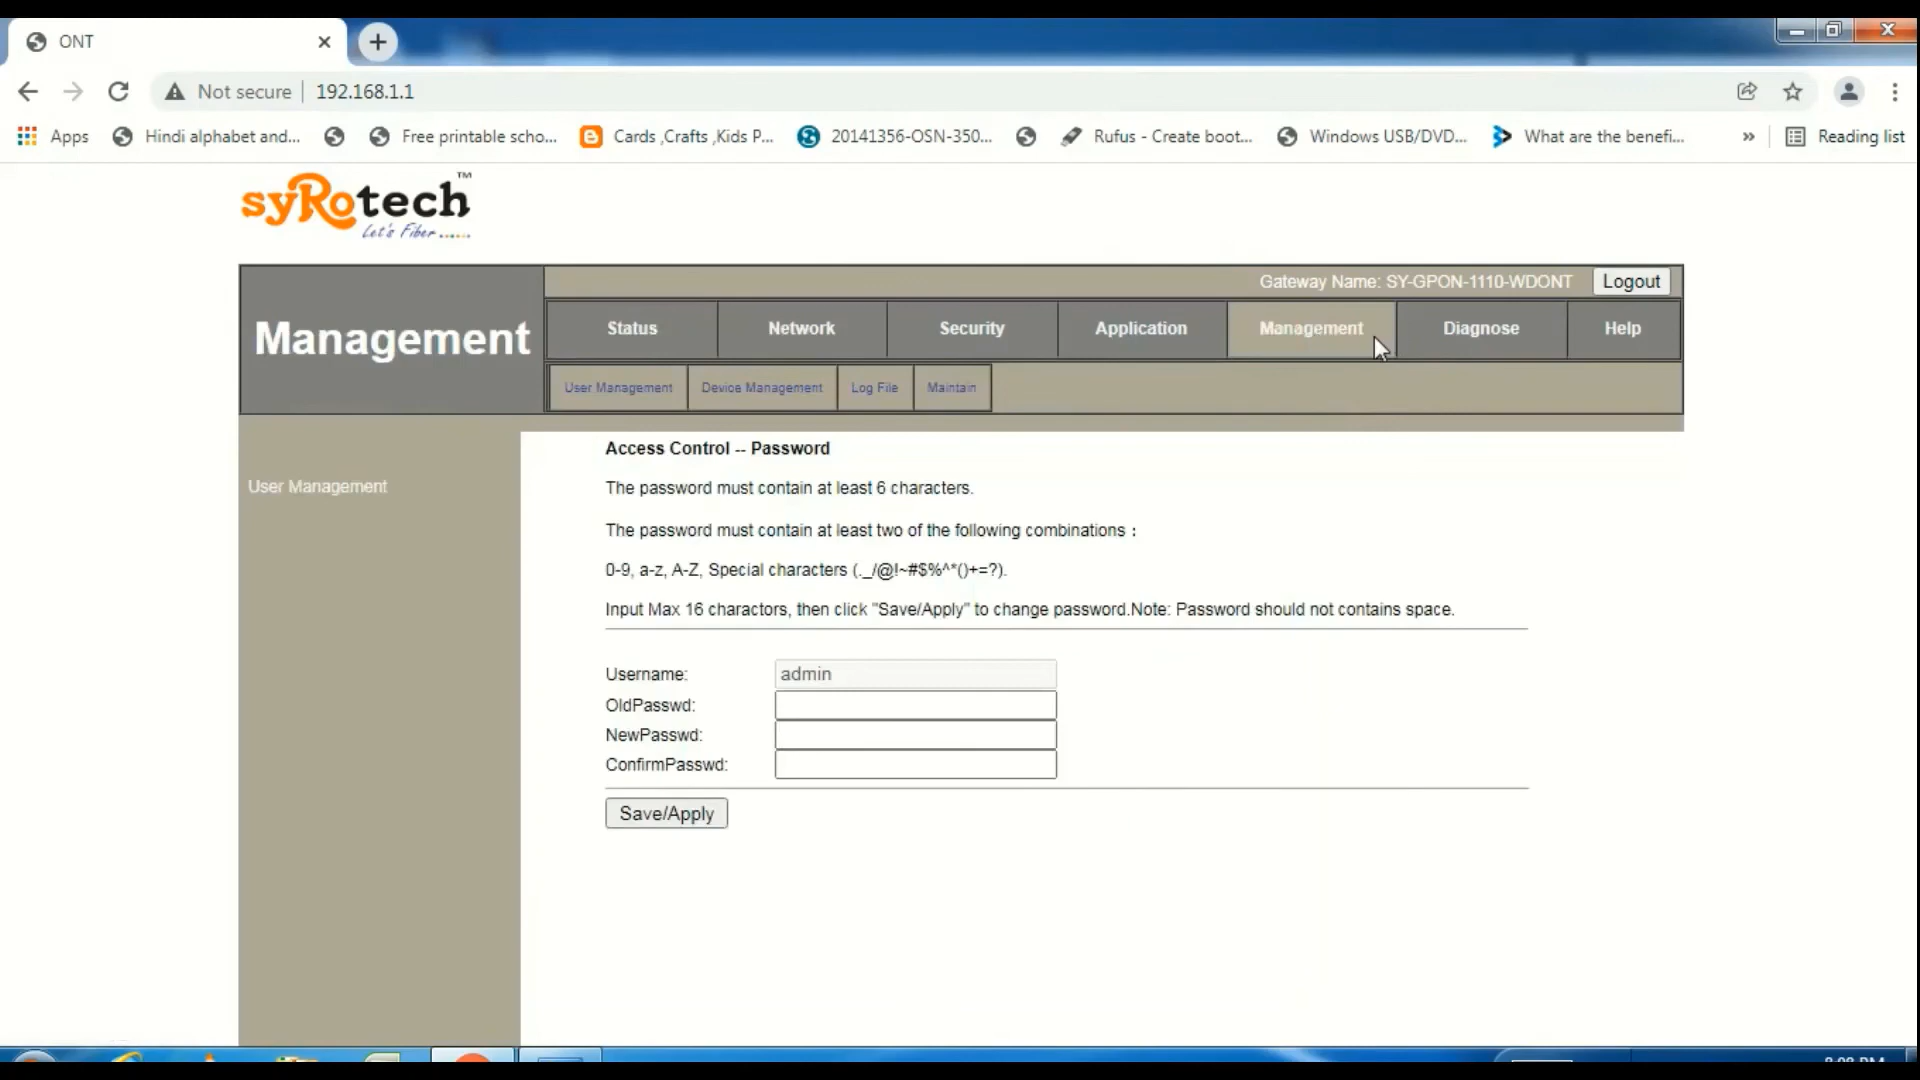 ONT
Not secure 192.168.1.1
Apps Hindi alphabet and... Free printable scho... Cards ,Crafts ,Kids P... 20141356-OSN-350... Rufus - Create boot... Windows USB/DVD... What are the benefi... » Reading list
syRotech™
Let's Fiber......
Gateway Name: SY-GPON-1110-WDONT Logout
Management
Status Network Security Application Management Diagnose Help
User Management Device Management Log File Maintain
User Management
Access Control -- Password
The password must contain at least 6 characters.
The password must contain at least two of the following combinations :
0-9, a-z, A-Z, Special characters (._/@!~#$%^*()+=?).
Input Max 16 charactors, then click "Save/Apply" to change password.Note: Password should not contains space.
Username: admin
OldPasswd:
NewPasswd:
ConfirmPasswd:
Save/Apply